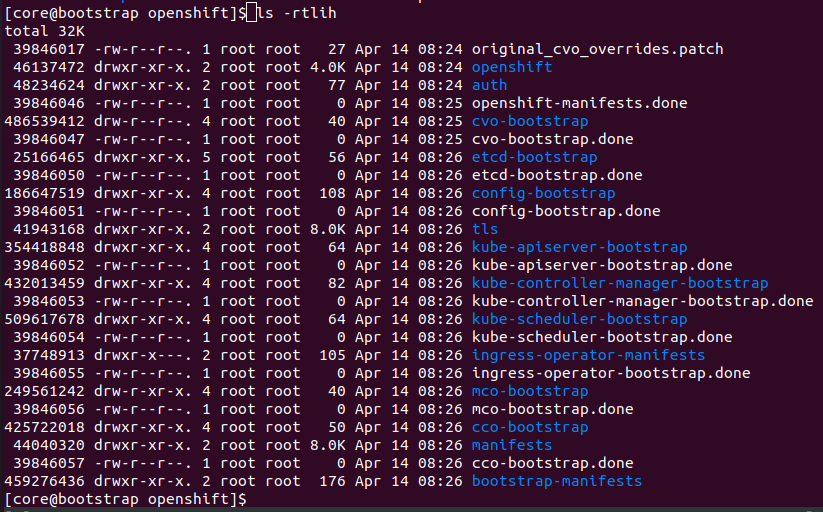 [core@bootstrap openshift]$ ls -rtlih
total 32K
 39846017 -rw-r--r--. 1 root root   27 Apr 14 08:24 original_cvo_overrides.patch
 46137472 drwxr-xr-x. 2 root root 4.0K Apr 14 08:24 openshift
 48234624 drwxr-xr-x. 2 root root   77 Apr 14 08:24 auth
 39846046 -rw-r--r--. 1 root root    0 Apr 14 08:25 openshift-manifests.done
486539412 drw-r--r--. 4 root root   40 Apr 14 08:25 cvo-bootstrap
 39846047 -rw-r--r--. 1 root root    0 Apr 14 08:25 cvo-bootstrap.done
 25166465 drwxr-xr-x. 5 root root   56 Apr 14 08:26 etcd-bootstrap
 39846050 -rw-r--r--. 1 root root    0 Apr 14 08:26 etcd-bootstrap.done
186647519 drwxr-xr-x. 4 root root  108 Apr 14 08:26 config-bootstrap
 39846051 -rw-r--r--. 1 root root    0 Apr 14 08:26 config-bootstrap.done
 41943168 drwxr-xr-x. 2 root root 8.0K Apr 14 08:26 tls
354418848 drwxr-xr-x. 4 root root   64 Apr 14 08:26 kube-apiserver-bootstrap
 39846052 -rw-r--r--. 1 root root    0 Apr 14 08:26 kube-apiserver-bootstrap.done
432013459 drwxr-xr-x. 4 root root   82 Apr 14 08:26 kube-controller-manager-bootstrap
 39846053 -rw-r--r--. 1 root root    0 Apr 14 08:26 kube-controller-manager-bootstrap.done
509617678 drwxr-xr-x. 4 root root   64 Apr 14 08:26 kube-scheduler-bootstrap
 39846054 -rw-r--r--. 1 root root    0 Apr 14 08:26 kube-scheduler-bootstrap.done
 37748913 drwxr-x---. 2 root root  105 Apr 14 08:26 ingress-operator-manifests
 39846055 -rw-r--r--. 1 root root    0 Apr 14 08:26 ingress-operator-bootstrap.done
249561242 drwxr-xr-x. 4 root root   40 Apr 14 08:26 mco-bootstrap
 39846056 -rw-r--r--. 1 root root    0 Apr 14 08:26 mco-bootstrap.done
425722018 drwxr-xr-x. 4 root root   50 Apr 14 08:26 cco-bootstrap
 44040320 drwxr-xr-x. 2 root root 8.0K Apr 14 08:26 manifests
 39846057 -rw-r--r--. 1 root root    0 Apr 14 08:26 cco-bootstrap.done
459276436 drwxr-xr-x. 2 root root  176 Apr 14 08:26 bootstrap-manifests
[core@bootstrap openshift]$